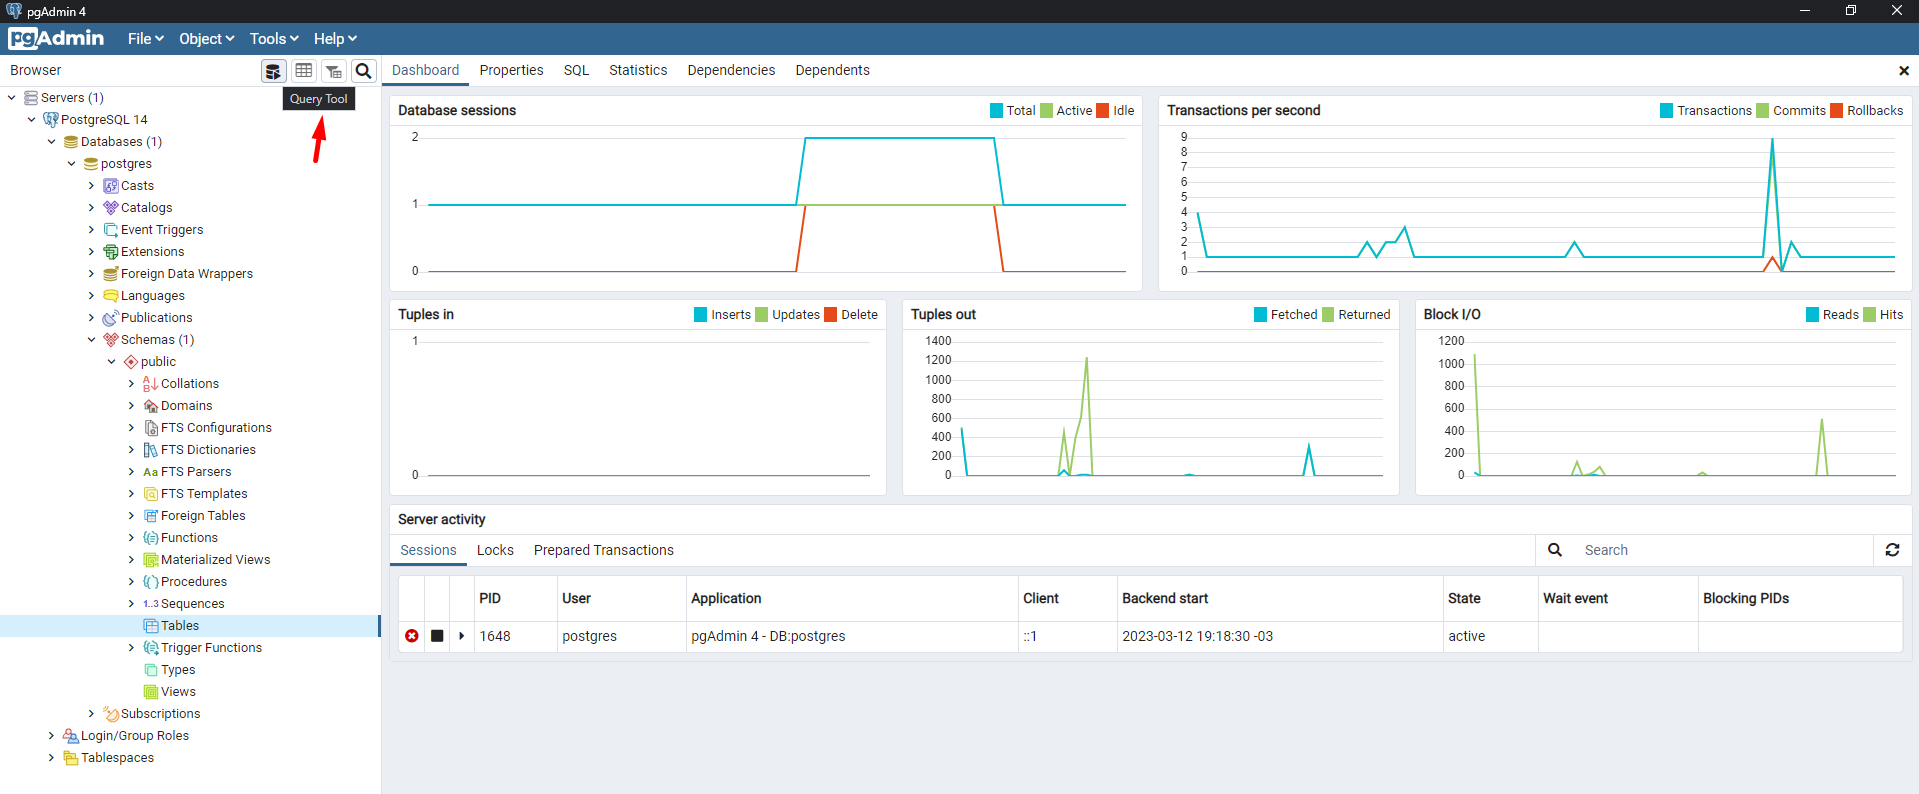 pgAdmin 4
pgAdmin File Object Tools Help
Browser
Query Tool
Dashboard Properties SQL Statistics Dependencies Dependents
Servers (1)
PostgreSQL 14
Databases (1)
postgres
Casts
Catalogs
Event Triggers
Extensions
Foreign Data Wrappers
Languages
Publications
Schemas (1)
public
Collations
Domains
FTS Configurations
FTS Dictionaries
Aa FTS Parsers
FTS Templates
Foreign Tables
Functions
Materialized Views
Procedures
1..3 Sequences
Tables
Trigger Functions
Types
Views
Subscriptions
Login/Group Roles
Tablespaces
Database sessions Total Active Idle
2
1
0
Transactions per second Transactions Commits Rollbacks
9
8
7
6
5
4
3
2
1
0
Tuples in Inserts Updates Delete
1
0
Tuples out Fetched Returned
1400
1200
1000
800
600
400
200
0
Block I/O Reads Hits
1200
1000
800
600
400
200
0
Server activity
Sessions Locks Prepared Transactions Search
PID User Application Client Backend start State Wait event Blocking PIDs
1648 postgres pgAdmin 4 - DB:postgres ::1 2023-03-12 19:18:30 -03 active